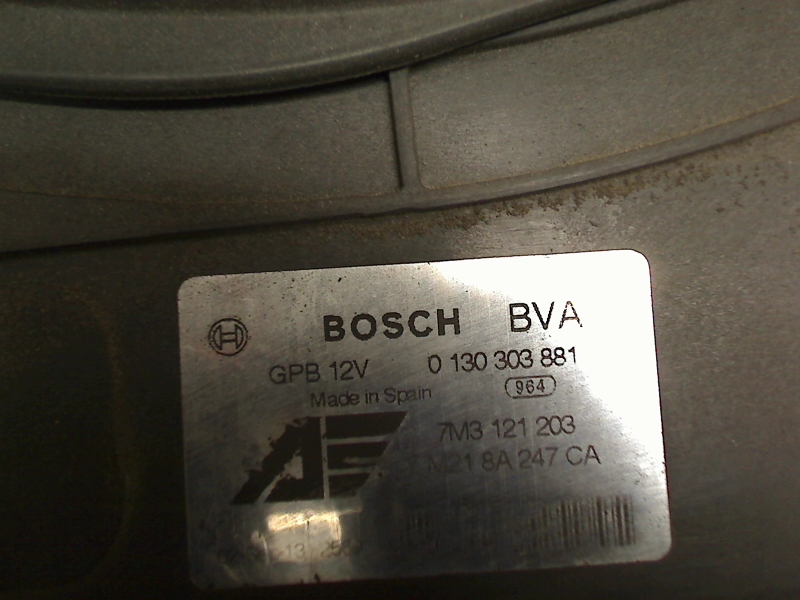 BOSCH BVA
GPB 12V 0 130 303 881
Made in Spain 964
7M3 121 203
M21 8A 247 CA